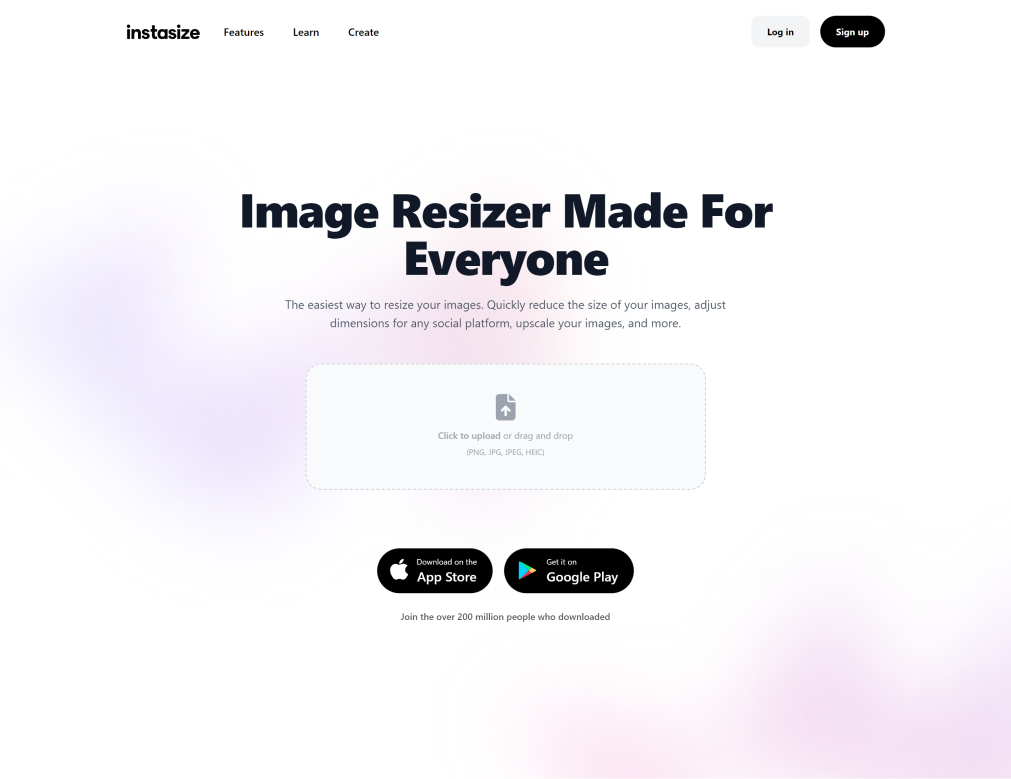 instasize
Features
Learn
Create
Log in
Sign up
Image Resizer Made For
Everyone
The easiest way to resize your images. Quickly reduce the size of your images, adjust
dimensions for any social platform, upscale your images, and more.
Click to upload or drag and drop
(PNG, JPG, JPEG, HEIC)
Download on the
App Store
Get it on
Google Play
Join the over 200 million people who downloaded